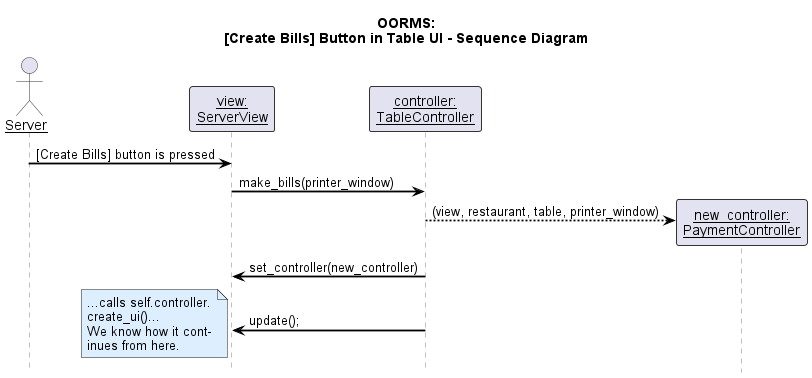 OORMS:
[Create Bills] Button in Table UI - Sequence Diagram
Server
view:
ServerView
controller:
TableController
[Create Bills] button is pressed
make_bills(printer_window)
(view, restaurant, table, printer_window)
new_controller:
PaymentController
set_controller(new_controller)
...calls self.controller.
create_ui()...
We know how it cont-
inues from here.
update();